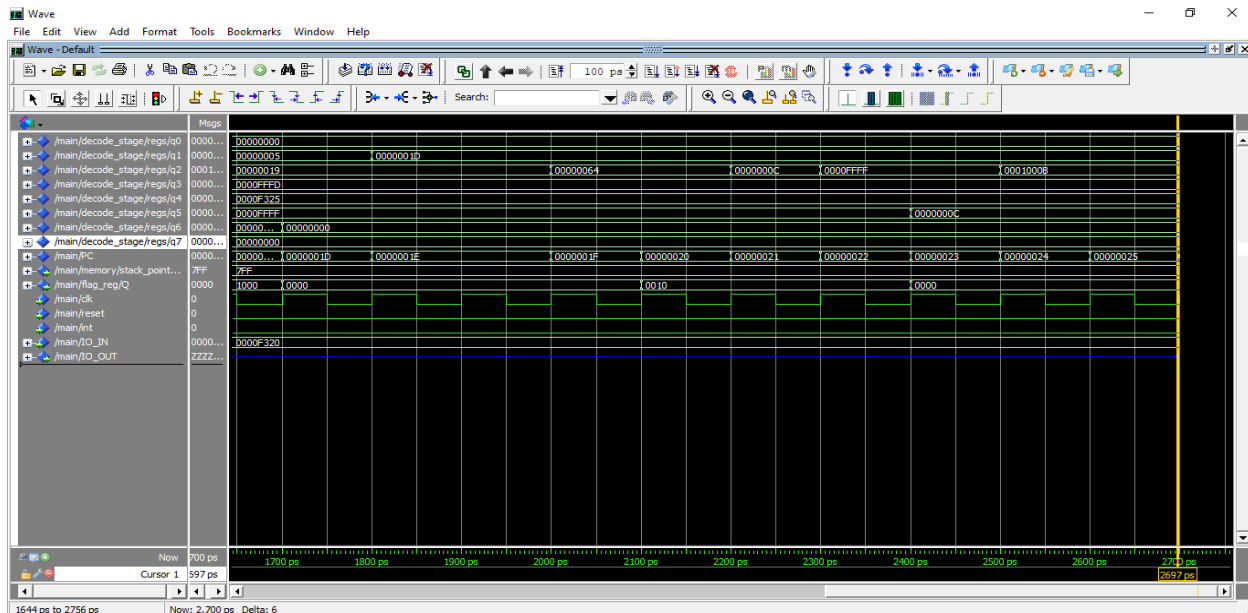 Wave
File Edit View Add Format Tools Bookmarks Window Help
Wave - Default
100 ps
Search:
Msgs
/main/decode_stage/regs/q0 0000... 00000000
/main/decode_stage/regs/q1 0000... 00000005 0000001D
/main/decode_stage/regs/q2 0001... 00000019 00000064 0000000C 0000FFFF 0001000B
/main/decode_stage/regs/q3 0000... 0000FFFD
/main/decode_stage/regs/q4 0000... 0000F325
/main/decode_stage/regs/q5 0000... 0000FFFF 0000000C
/main/decode_stage/regs/q6 0000... 00000... 00000000
/main/decode_stage/regs/q7 0000... 00000000
/main/PC 0000... 00000... 0000001D 0000001E 0000001F 00000020 00000021 00000022 00000023 00000024 00000025
/main/memory/stack_point... 7FF 7FF
/main/flag_reg/Q 0000 1000 0000 0010 0000
/main/clk 0
/main/reset 0
/main/int 0
/main/IO_IN 0000... 0000F320
/main/IO_OUT ZZZZ...
Now 700 ps 1700 ps 1800 ps 1900 ps 2000 ps 2100 ps 2200 ps 2300 ps 2400 ps 2500 ps 2600 ps 2700 ps
Cursor 1 597 ps 2697 ps
1644 ps to 2756 ps Now: 2,700 ps Delta: 6